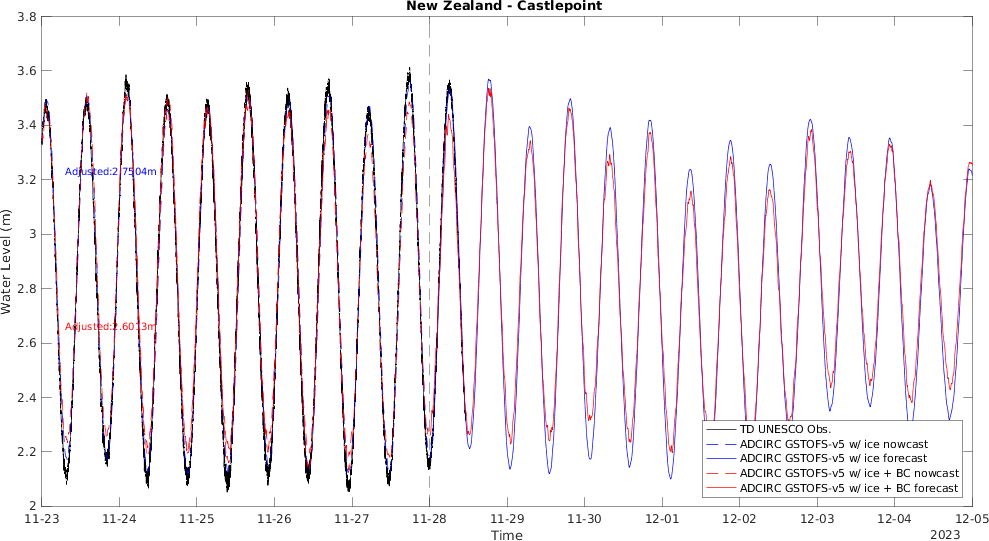 New Zealand - Castlepoint
3.8
3.6
3.4
3.2
3
2.8
2.6
2.4
2.2
2
Water Level (m)
Adjusted:2.7504m
Adjusted:2.6013m
TD UNESCO Obs.
ADCIRC GSTOFS-v5 w/ ice nowcast
ADCIRC GSTOFS-v5 w/ ice forecast
ADCIRC GSTOFS-v5 w/ ice + BC nowcast
ADCIRC GSTOFS-v5 w/ ice + BC forecast
11-23 11-24 11-25 11-26 11-27 11-28 11-29 11-30 12-01 12-02 12-03 12-04 12-05
Time
2023